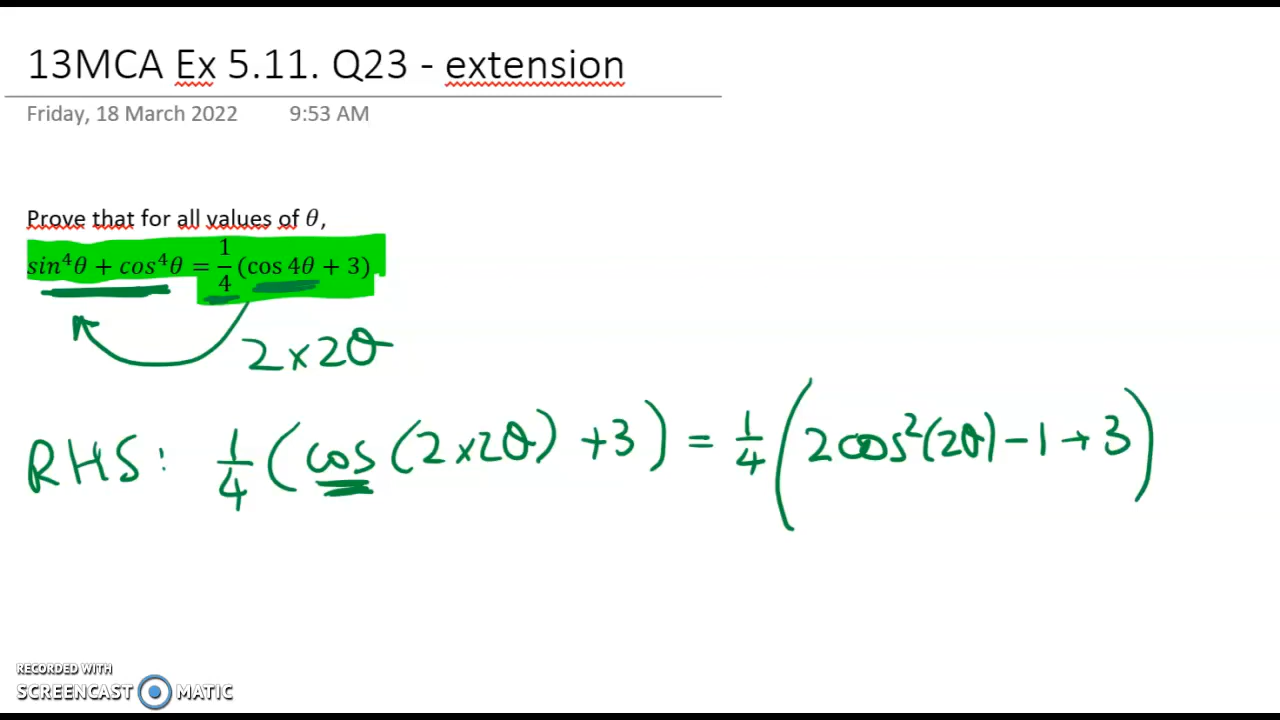 13MCA Ex 5.11. Q23 - extension
Friday, 18 March 2022 9:53 AM
Prove that for all values of θ,
sin⁴θ + cos⁴θ = 1/4 (cos 4θ + 3)
2×2θ
RHS: 1/4 (cos (2×2θ) +3) = 1/4 (2cos²(2θ) −1 + 3)
RECORDED WITH
SCREENCAST MATIC